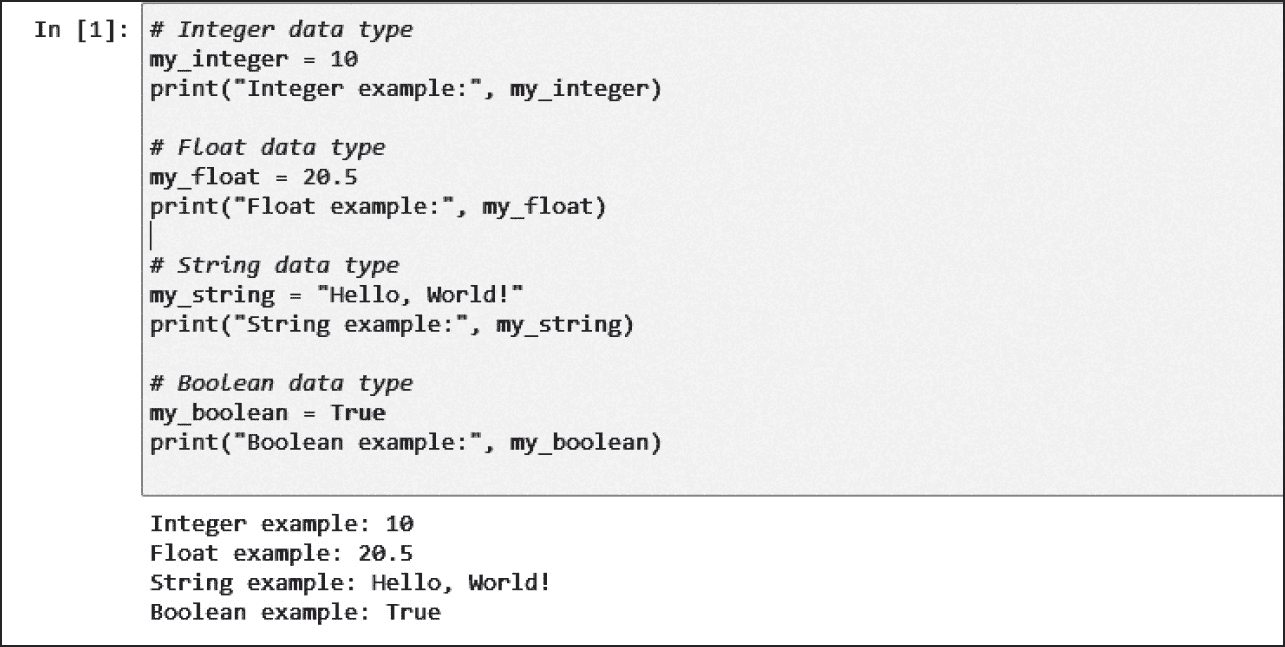 In [1]: # Integer data type
my_integer = 10
print("Integer example:", my_integer)
# Float data type
my_float = 20.5
print("Float example:", my_float)
# String data type
my_string = "Hello, World!"
print("String example:", my_string)
# Boolean data type
my_boolean = True
print("Boolean example:", my_boolean)
Integer example: 10
Float example: 20.5
String example: Hello, World!
Boolean example: True